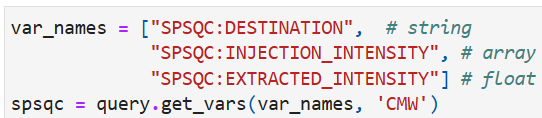 var_names = ["SPSQC:DESTINATION",  # string
"SPSQC:INJECTION_INTENSITY", # array
"SPSQC:EXTRACTED_INTENSITY"] # float
spsqc = query.get_vars(var_names, 'CMW')